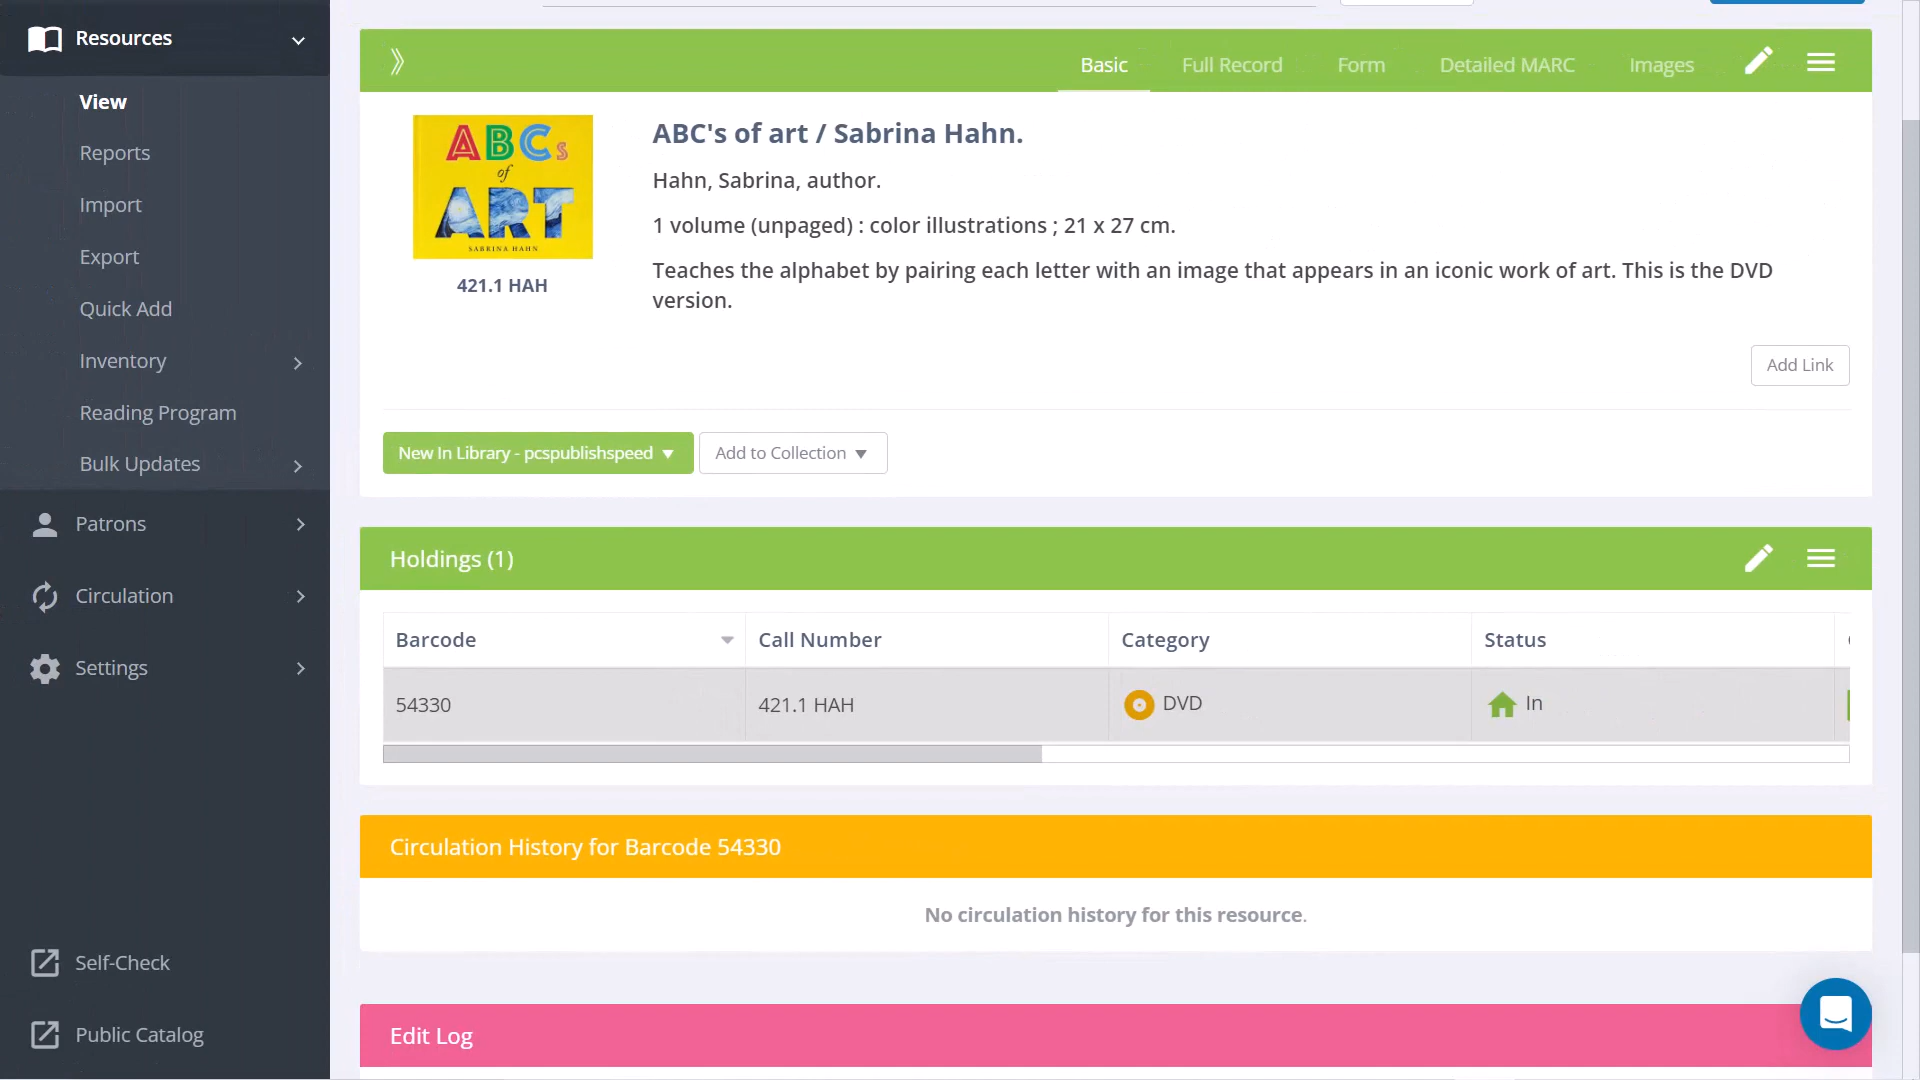 Resources
View
Reports
Import
Export
Quick Add
Inventory
Reading Program
Bulk Updates
Patrons
Circulation
Settings
Self-Check
Public Catalog
Basic
Full Record
Form
Detailed MARC
Images
ABCs
of
ART
SABRINA HAHN
421.1 HAH
ABC's of art / Sabrina Hahn.
Hahn, Sabrina, author.
1 volume (unpaged) : color illustrations ; 21 x 27 cm.
Teaches the alphabet by pairing each letter with an image that appears in an iconic work of art. This is the DVD
version.
Add Link
New In Library - pcspublishspeed
Add to Collection
Holdings (1)
Barcode Call Number Category Status
54330 421.1 HAH DVD In
Circulation History for Barcode 54330
No circulation history for this resource.
Edit Log